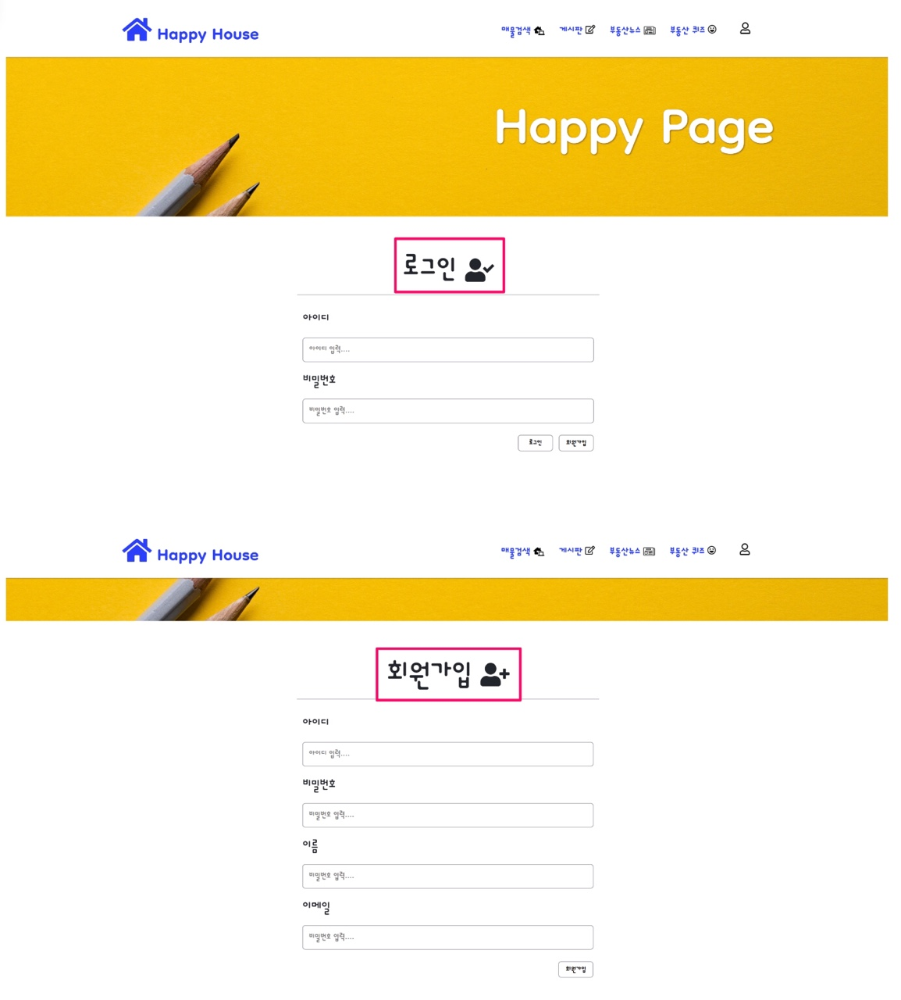 Happy House
매물검색 게시판 부동산뉴스 부동산 퀴즈
Happy Page
로그인
아이디
아이디 입력....
비밀번호
비밀번호 입력....
로그인 회원가입
Happy House
매물검색 게시판 부동산뉴스 부동산 퀴즈
회원가입
아이디
아이디 입력....
비밀번호
비밀번호 입력....
이름
비밀번호 입력....
이메일
비밀번호 입력....
회원가입